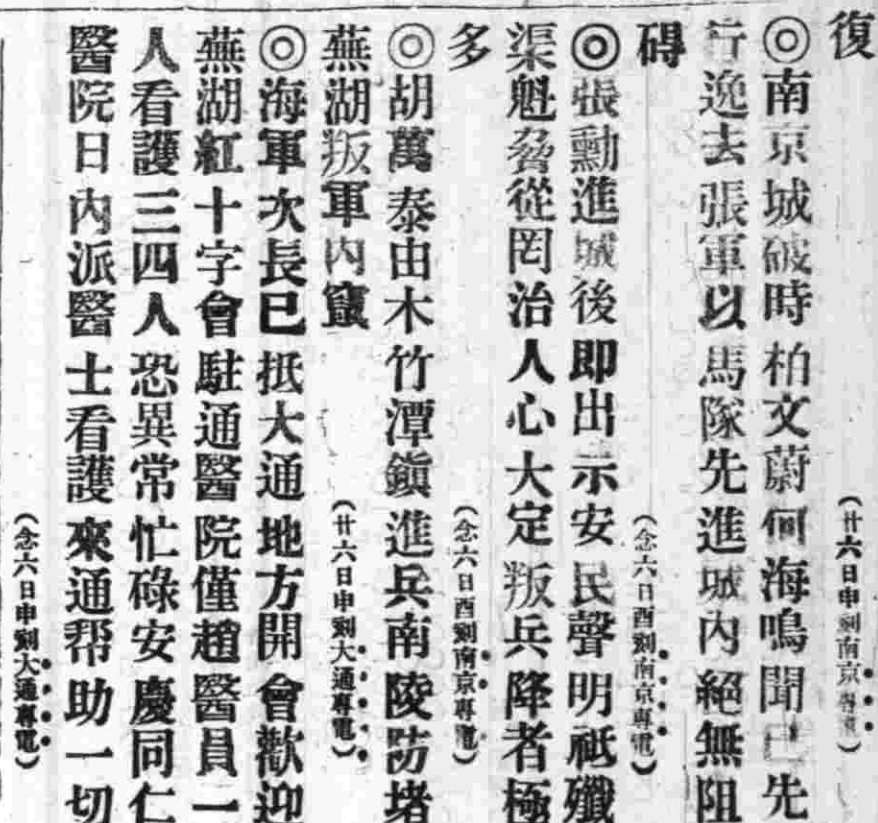 復
(廿六日申刻南京專電)
◎南京城破時柏文蔚何海鳴聞已先
行逸去張軍以馬隊先進城內絕無阻
碍
(念六日酉刻南京專電)
◎張勳進城後即出示安民聲明祗殲
渠魁脅從罔治人心大定叛兵降者極
多
(念六日酉刻南京專電)
◎胡萬泰由木竹潭鎮進兵南陵防堵
蕪湖叛軍內竄
(廿六日申刻大通專電)
◎海軍次長已抵大通地方開會歡迎
蕪湖紅十字會駐通醫院僅趙醫員一
人看護三四人恐異常忙碌安慶同仁
醫院日內派醫士看護來通帮助一切
(念六日申刻大通專電)